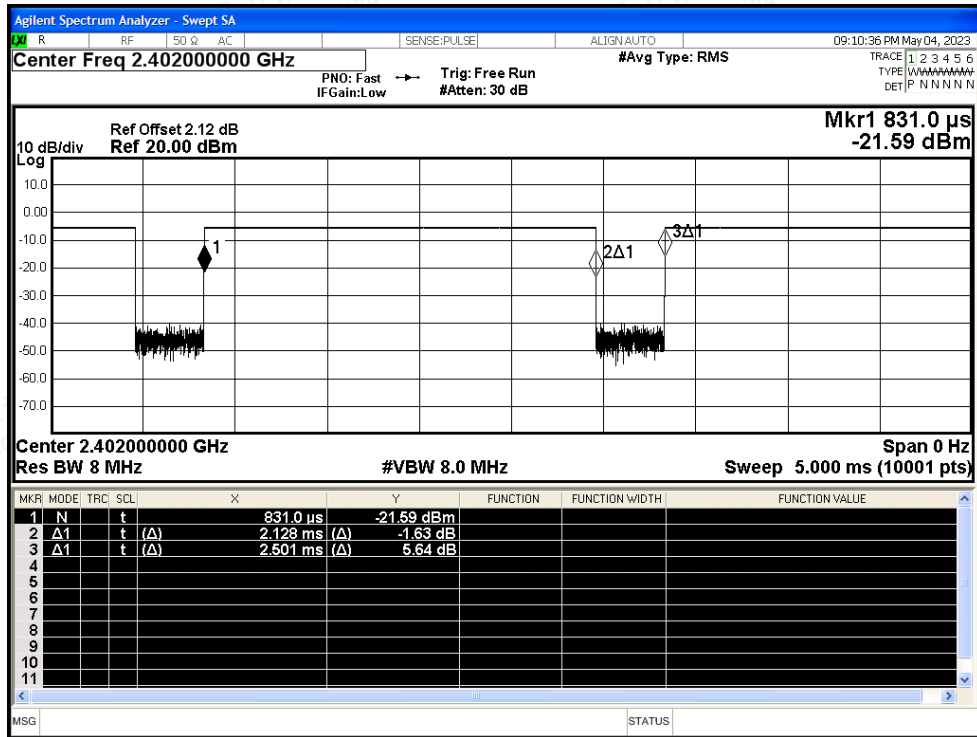 Agilent Spectrum Analyzer - Swept SA
LXI R RF 50 Ω AC SENSE:PULSE ALIGN AUTO 09:10:36 PM May 04, 2023
Center Freq 2.402000000 GHz #Avg Type: RMS TRACE 1 2 3 4 5 6
PNO: Fast Trig: Free Run TYPE WWWWWW
IFGain:Low #Atten: 30 dB DET P N N N N N
Mkr1 831.0 µs
Ref Offset 2.12 dB
10 dB/div Ref 20.00 dBm -21.59 dBm
Log
10.0
0.00
-10.0
1 2Δ1 3Δ1
-20.0
-30.0
-40.0
-50.0
-60.0
-70.0
Center 2.402000000 GHz Span 0 Hz
Res BW 8 MHz #VBW 8.0 MHz Sweep 5.000 ms (10001 pts)
MKR MODE TRC SCL X Y FUNCTION FUNCTION WIDTH FUNCTION VALUE
1 N t 831.0 µs -21.59 dBm
2 Δ1 t (Δ) 2.128 ms (Δ) -1.63 dB
3 Δ1 t (Δ) 2.501 ms (Δ) 5.64 dB
4
5
6
7
8
9
10
11
MSG STATUS